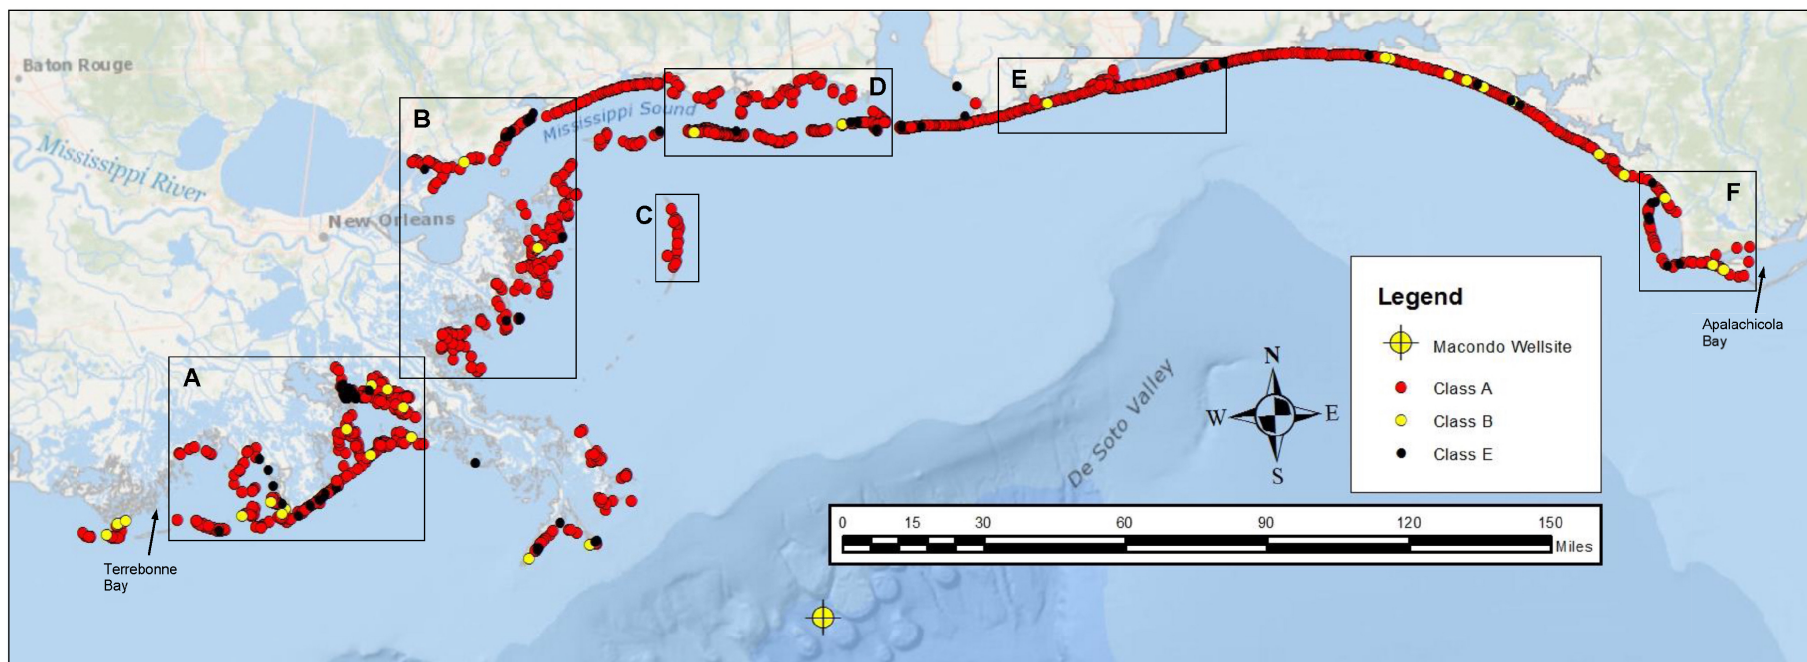 Baton Rouge
Mississippi River
New Orleans
Mississippi Sound
A
B
C
D
E
F
Terrebonne
Bay
Apalachicola
Bay
De Soto Valley
N
W
E
S
Legend
Macondo Wellsite
Class A
Class B
Class E
0 15 30 60 90 120 150
Miles